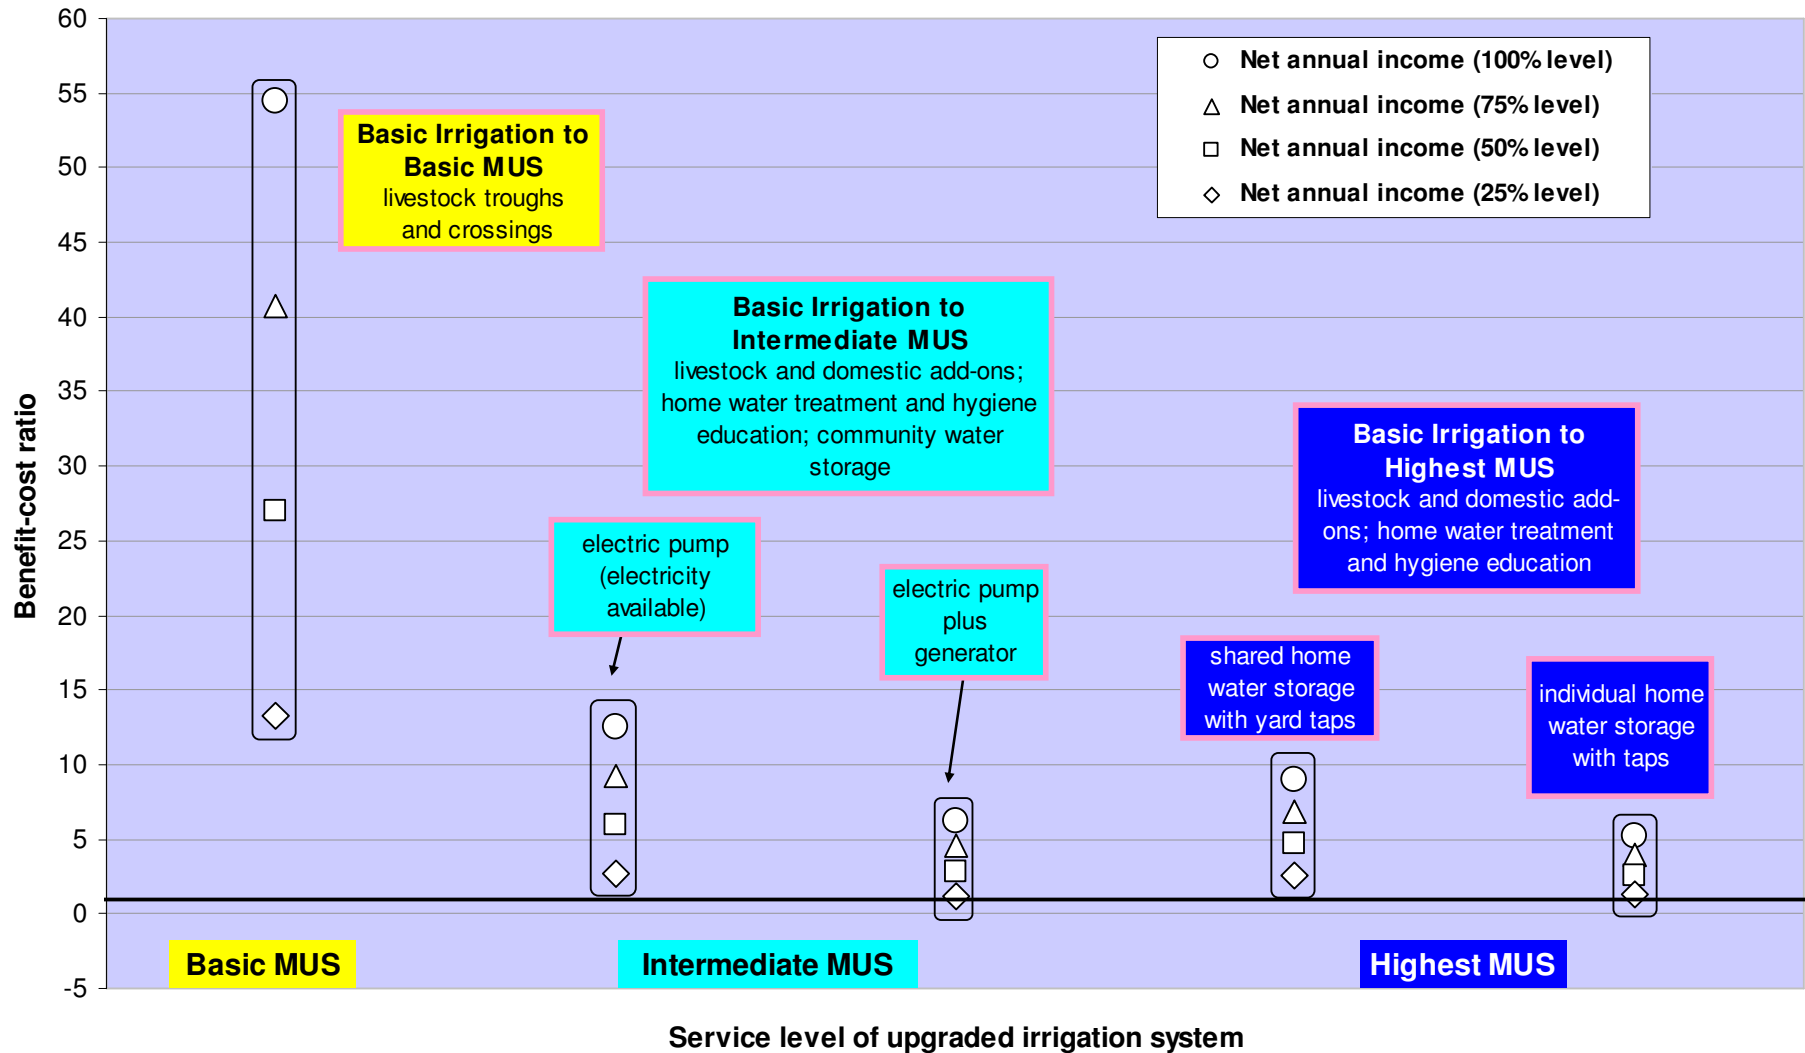 60
55
50
45
40
35
30
25
20
15
10
5
0
-5
Benefit-cost ratio
Net annual income (100% level)
Net annual income (75% level)
Net annual income (50% level)
Net annual income (25% level)
Basic Irrigation to
Basic MUS
livestock troughs
and crossings
Basic Irrigation to
Intermediate MUS
livestock and domestic add-ons;
home water treatment and hygiene
education; community water
storage
Basic Irrigation to
Highest MUS
livestock and domestic add-
ons; home water treatment
and hygiene education
electric pump
(electricity
available)
electric pump
plus
generator
shared home
water storage
with yard taps
individual home
water storage
with taps
Basic MUS
Intermediate MUS
Highest MUS
Service level of upgraded irrigation system